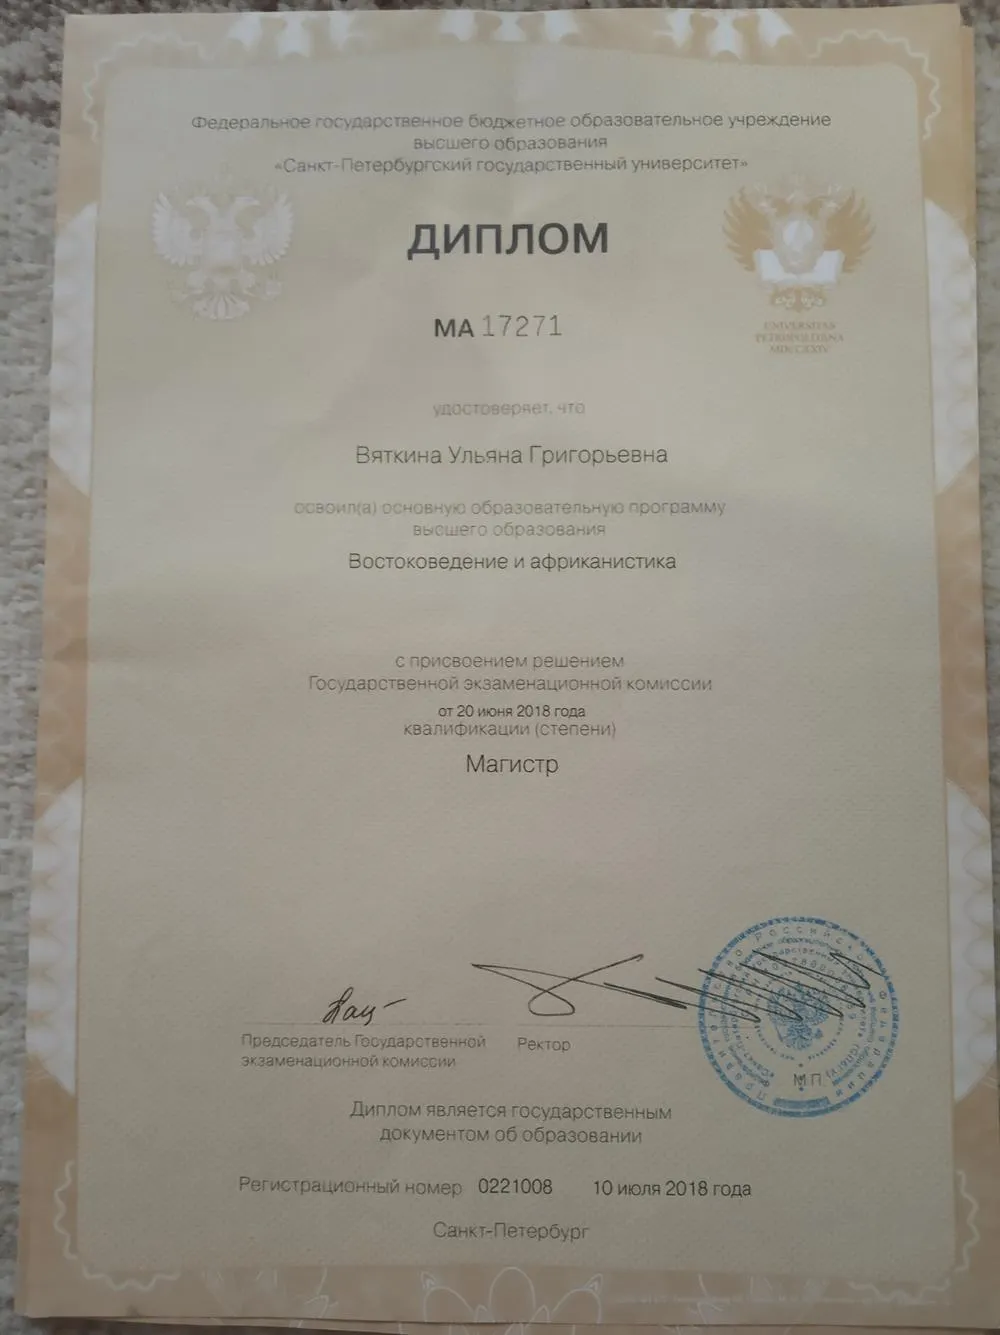 Федеральное государственное бюджетное образовательное учреждение
высшего образования
«Санкт-Петербургский государственный университет»
ДИПЛОМ
МА 17271
UNIVERSITAS
PETROPOLITANA
MDCCXXIV
удостоверяет, что
Вяткина Ульяна Григорьевна
освоил(а) основную образовательную программу
высшего образования
Востоковедение и африканистика
с присвоением решением
Государственной экзаменационной комиссии
от 20 июня 2018 года
квалификации (степени)
Магистр
Председатель Государственной
экзаменационной комиссии
Ректор
М.П.
Диплом является государственным
документом об образовании
Регистрационный номер 0221008 10 июля 2018 года
Санкт-Петербург